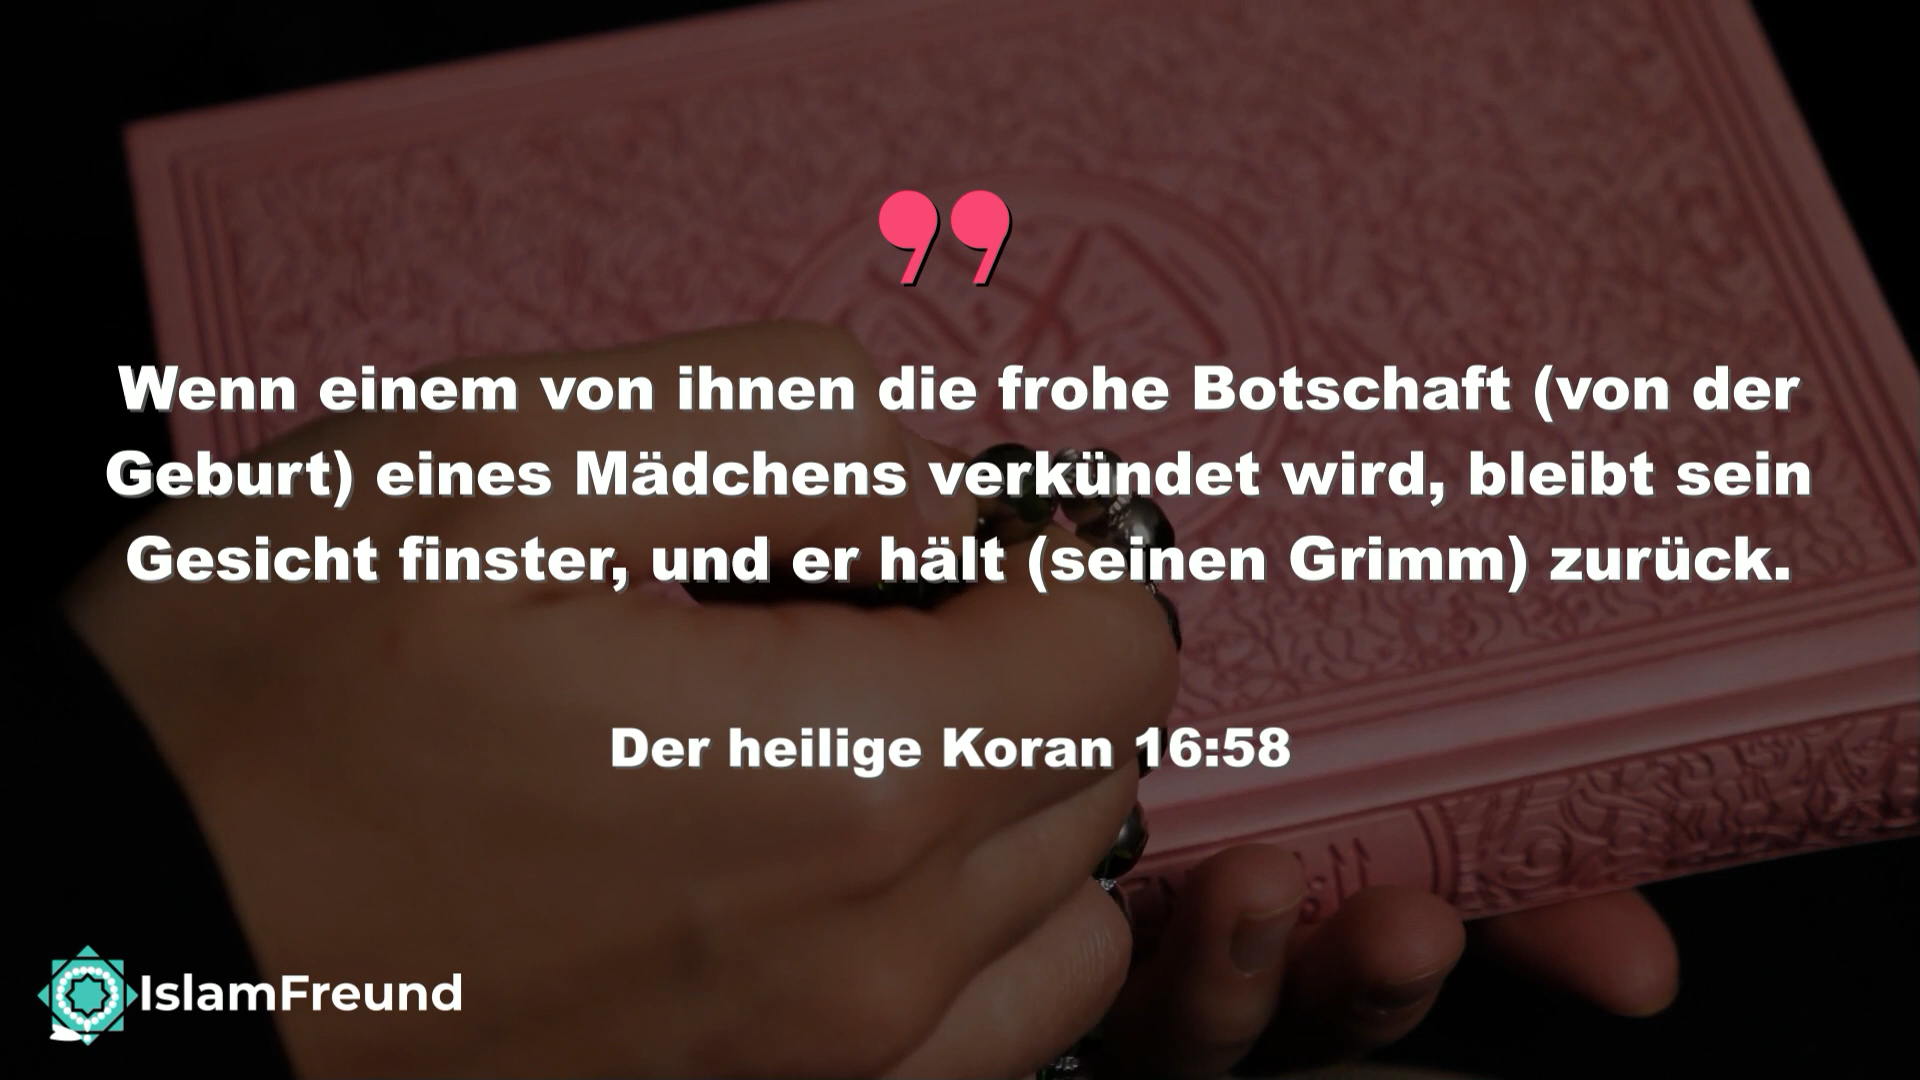 Wenn einem von ihnen die frohe Botschaft (von der
Geburt) eines Mädchens verkündet wird, bleibt sein
Gesicht finster, und er hält (seinen Grimm) zurück.
Der heilige Koran 16:58
IslamFreund